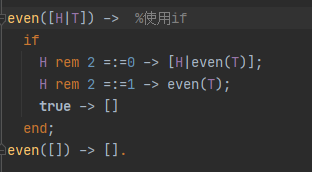 even([H|T]) ->  %使用if
  if
    H rem 2 =:=0 -> [H|even(T)];
    H rem 2 =:=1 -> even(T);
    true -> []
  end;
even([]) -> [].